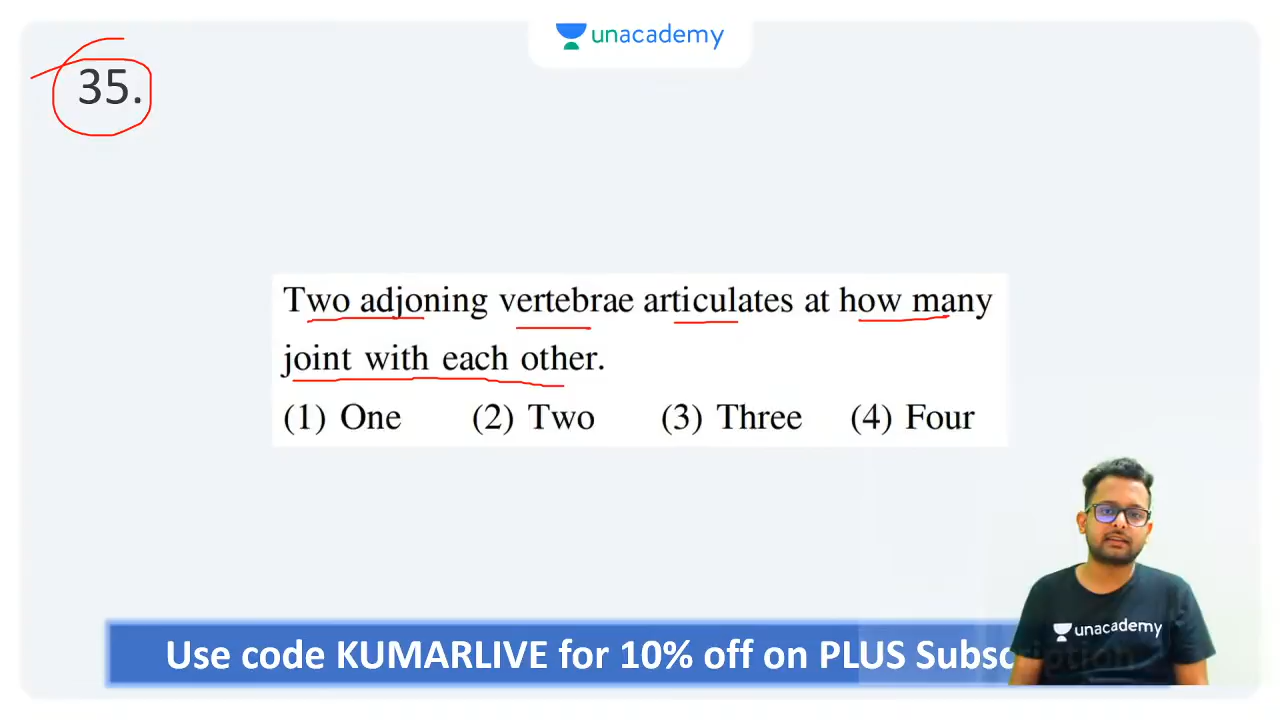 unacademy
35.
Two adjoning vertebrae articulates at how many
joint with each other.
(1) One (2) Two (3) Three (4) Four
unacademy
Use code KUMARLIVE for 10% off on PLUS Subscription